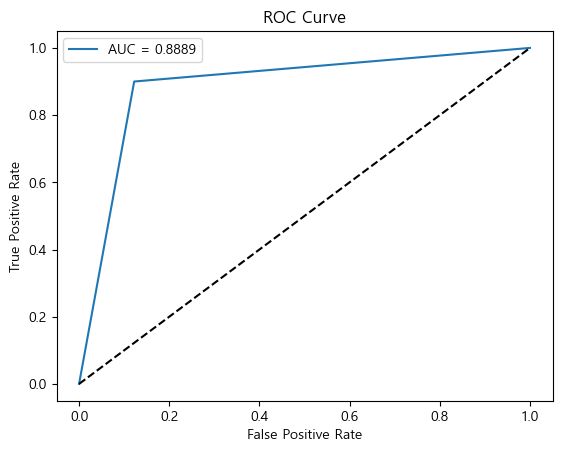 ROC Curve
AUC = 0.8889
True Positive Rate
1.0
0.8
0.6
0.4
0.2
0.0
0.0 0.2 0.4 0.6 0.8 1.0
False Positive Rate